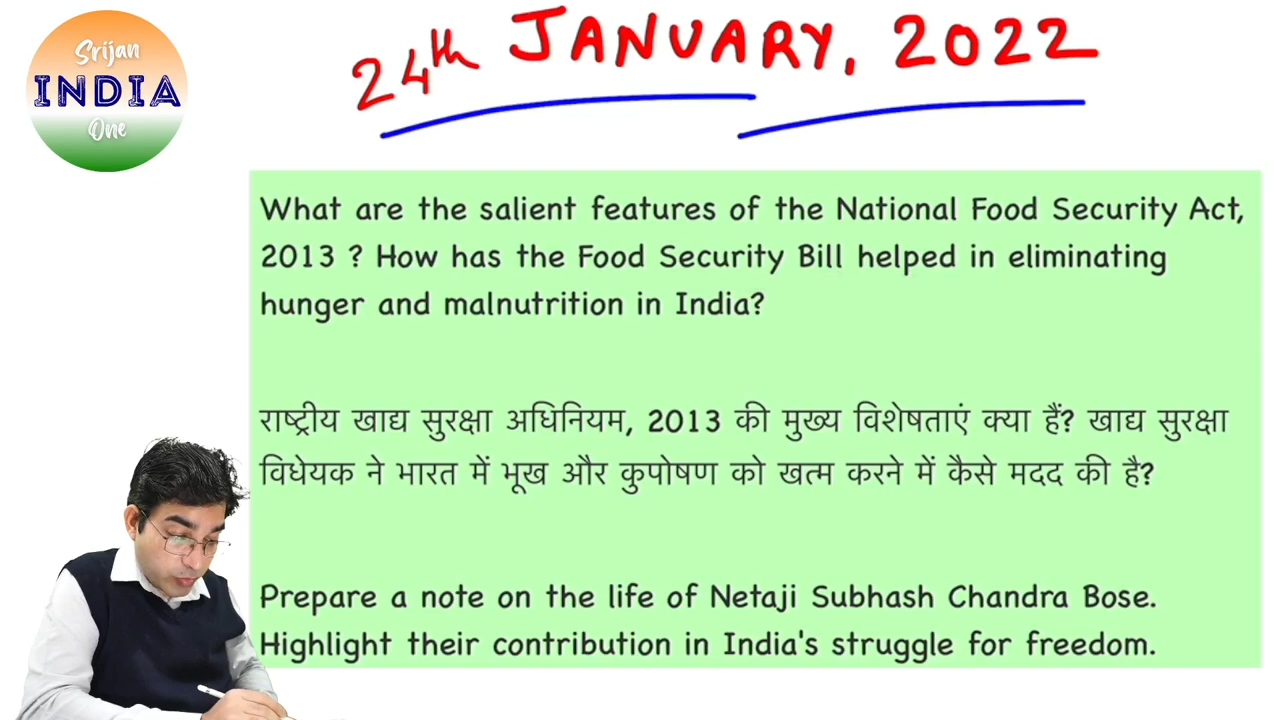 Srijan
INDIA
One
24th JANUARY, 2022
What are the salient features of the National Food Security Act,
2013 ? How has the Food Security Bill helped in eliminating
hunger and malnutrition in India?
राष्ट्रीय खाद्य सुरक्षा अधिनियम, 2013 की मुख्य विशेषताएं क्या हैं? खाद्य सुरक्षा
विधेयक ने भारत में भूख और कुपोषण को खत्म करने में कैसे मदद की है?
Prepare a note on the life of Netaji Subhash Chandra Bose.
Highlight their contribution in India's struggle for freedom.